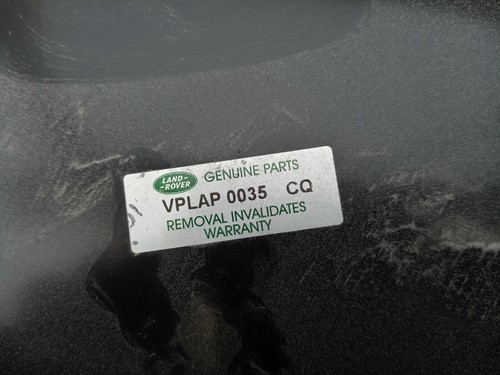 LAND-
-ROVER
GENUINE PARTS
VPLAP 0035 CQ
REMOVAL INVALIDATES
WARRANTY